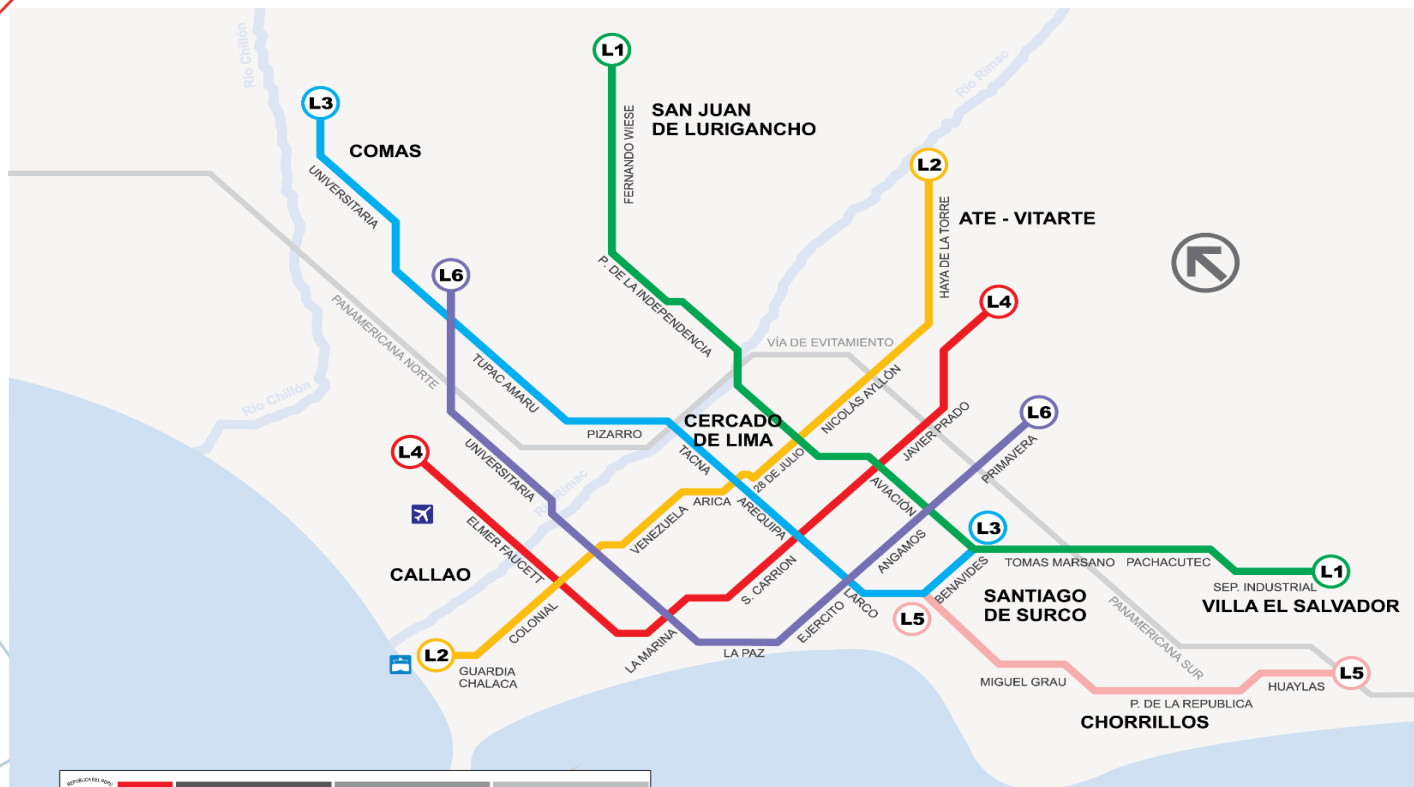 L1
Río Chillón
Río Rimac
L3
SAN JUAN
DE LURIGANCHO
FERNANDO WIESE
COMAS
L2
UNIVERSITARIA
HAYA DE LA TORRE
ATE - VITARTE
L6
P. DE LA INDEPENDENCIA
L4
PANAMERICANA NORTE
VÍA DE EVITAMIENTO
TUPAC AMARU
NICOLÁS AYLLÓN
Río Chillón
CERCADO
DE LIMA
L6
PIZARRO
JAVIER PRADO
PRIMAVERA
L4
TACNA
28 DE JULIO
UNIVERSITARIA
Río Rimac
ARICA
AREQUIPA
AVIACIÓN
ELMER FAUCETT
VENEZUELA
L3
ANGAMOS
CALLAO
S. CARRION
BENAVIDES
TOMAS MARSANO
PACHACUTEC
L1
SEP. INDUSTRIAL
VILLA EL SALVADOR
COLONIAL
LARCO
SANTIAGO
DE SURCO
L5
EJERCITO
PANAMERICANA SUR
L2
LA MARINA
LA PAZ
GUARDIA
CHALACA
MIGUEL GRAU
HUAYLAS
L5
P. DE LA REPUBLICA
CHORRILLOS
REPUBLICA DEL PERU